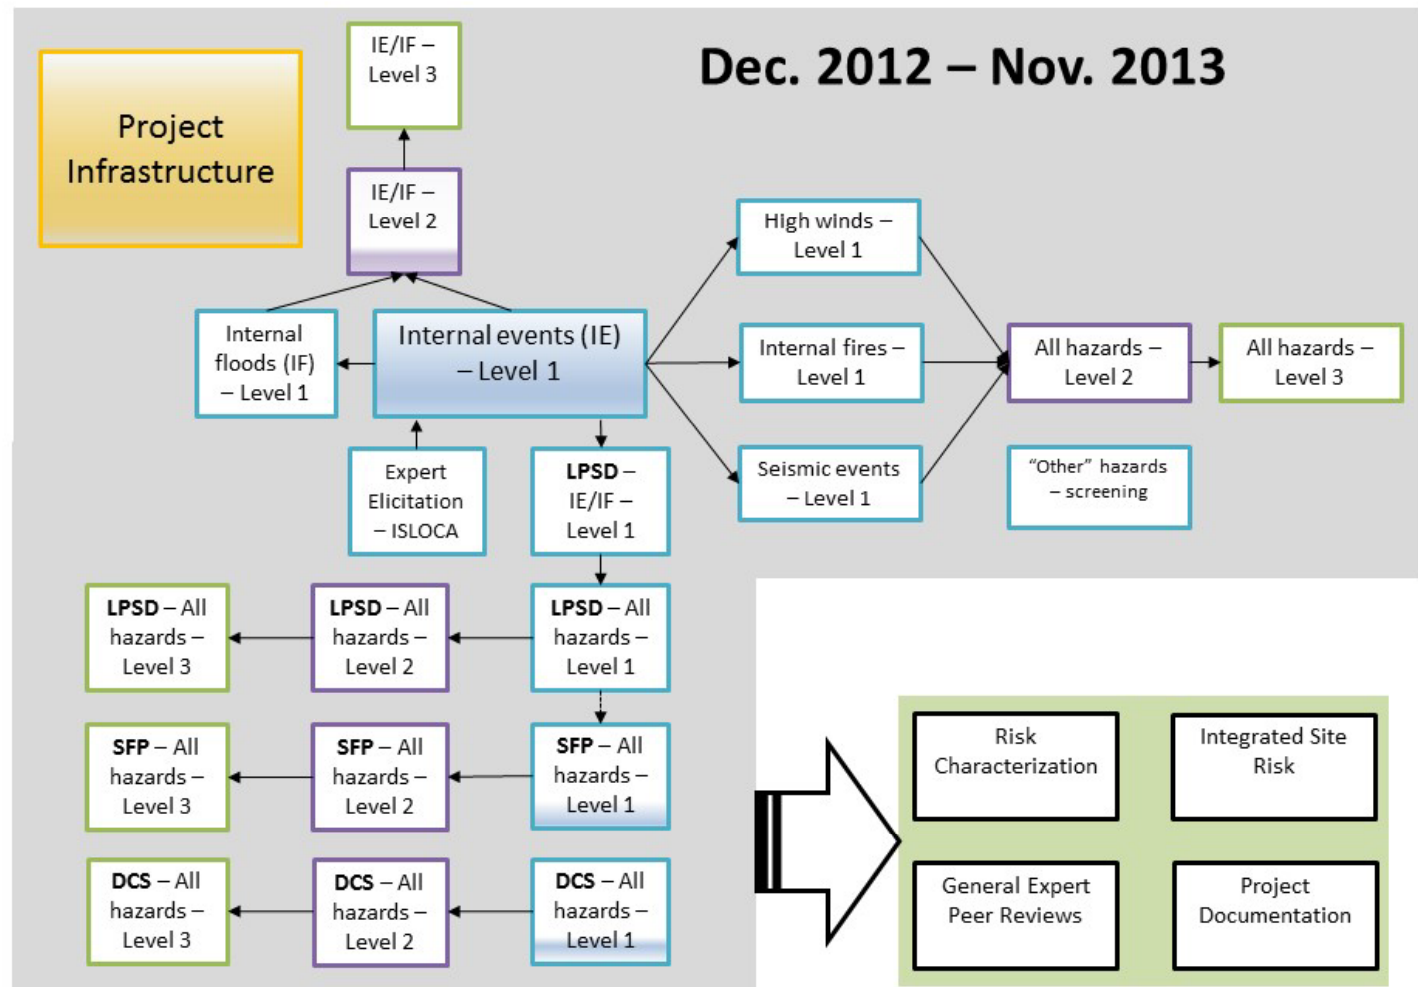 Dec. 2012 – Nov. 2013
Project
Infrastructure
IE/IF –
Level 3
IE/IF –
Level 2
Internal
floods (IF)
– Level 1
Internal events (IE)
– Level 1
Expert
Elicitation
– ISLOCA
High winds –
Level 1
Internal fires –
Level 1
Seismic events
– Level 1
All hazards –
Level 2
All hazards –
Level 3
“Other” hazards
– screening
LPSD –
IE/IF –
Level 1
LPSD – All
hazards –
Level 3
LPSD – All
hazards –
Level 2
LPSD – All
hazards –
Level 1
SFP – All
hazards –
Level 3
SFP – All
hazards –
Level 2
SFP – All
hazards –
Level 1
DCS – All
hazards –
Level 3
DCS – All
hazards –
Level 2
DCS – All
hazards –
Level 1
Risk
Characterization
Integrated Site
Risk
General Expert
Peer Reviews
Project
Documentation